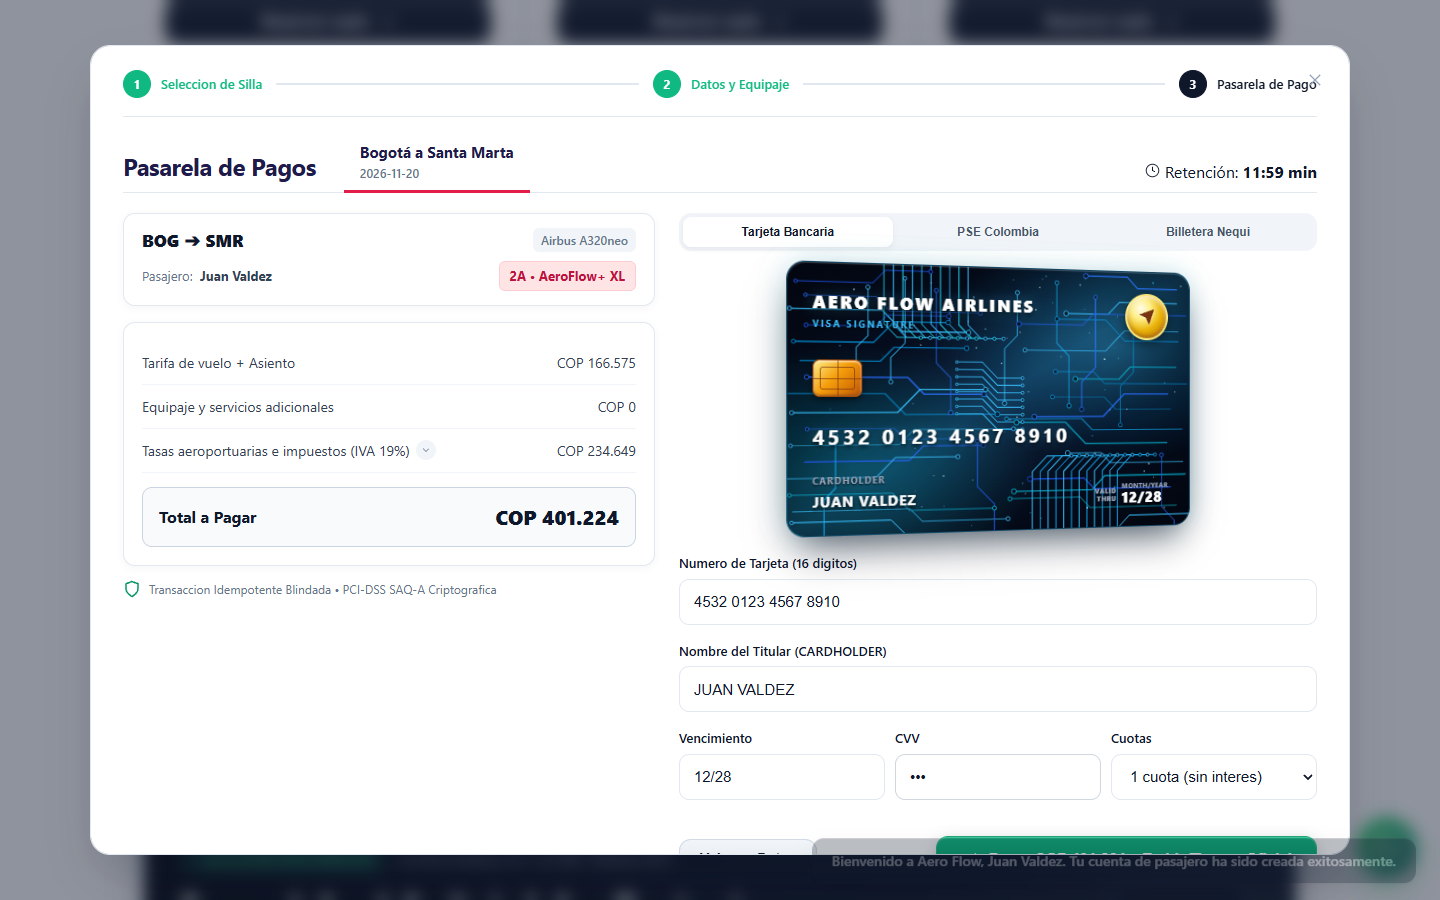 1 Seleccion de Silla
2 Datos y Equipaje
3 Pasarela de Pago
Pasarela de Pagos
Bogotá a Santa Marta
2026-11-20
Retención: 11:59 min
BOG ➔ SMR
Airbus A320neo
Pasajero: Juan Valdez
2A • AeroFlow+ XL
Tarifa de vuelo + Asiento
COP 166.575
Equipaje y servicios adicionales
COP 0
Tasas aeroportuarias e impuestos (IVA 19%)
COP 234.649
Total a Pagar
COP 401.224
Transaccion Idempotente Blindada • PCI-DSS SAQ-A Criptografica
Tarjeta Bancaria
PSE Colombia
Billetera Nequi
AERO FLOW AIRLINES
VISA SIGNATURE
4532 0123 4567 8910
CARDHOLDER
JUAN VALDEZ
VALID THRU
MONTH/YEAR
12/28
Numero de Tarjeta (16 digitos)
4532 0123 4567 8910
Nombre del Titular (CARDHOLDER)
JUAN VALDEZ
Vencimiento
CVV
Cuotas
12/28
•••
1 cuota (sin interes)
Bienvenido a Aero Flow, Juan Valdez. Tu cuenta de pasajero ha sido creada exitosamente.